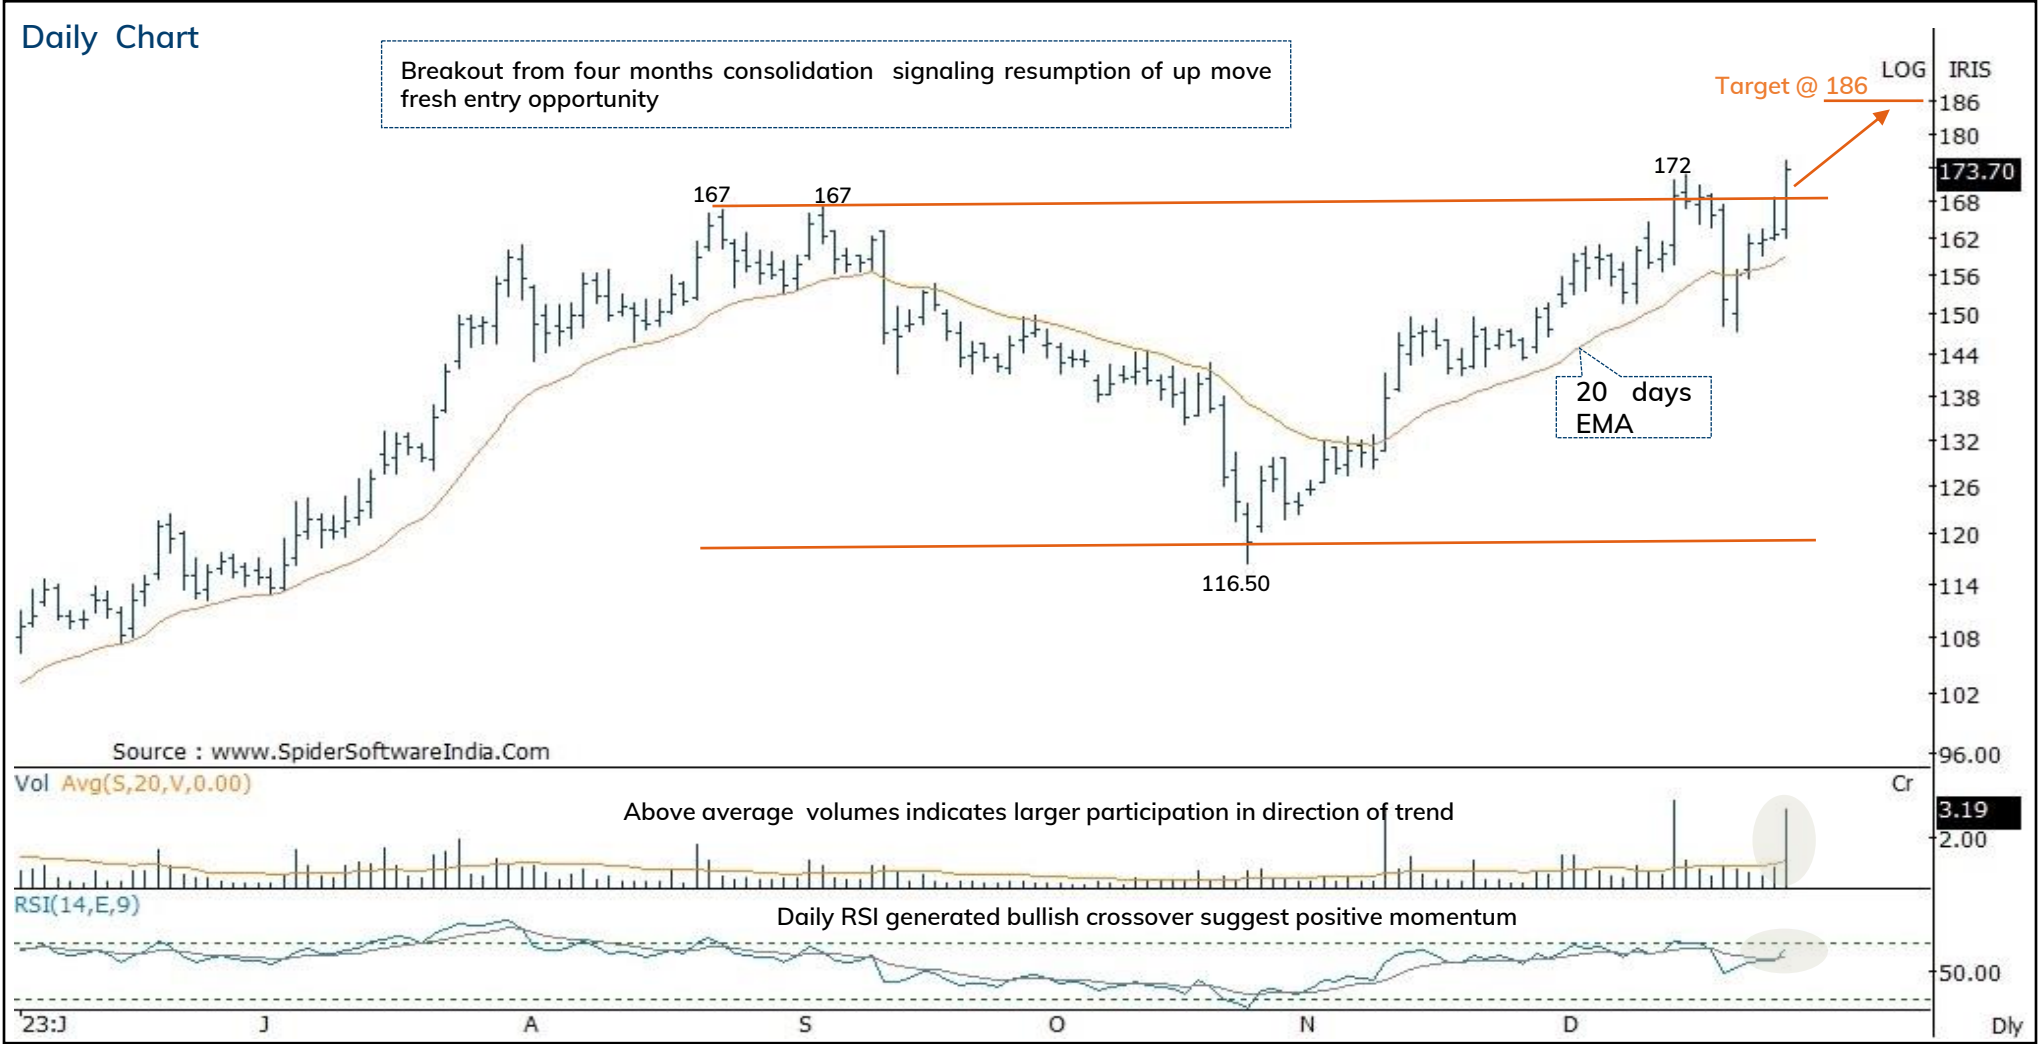 Daily Chart
Breakout from four months consolidation signaling resumption of up move
fresh entry opportunity
LOG IRIS
Target @ 186
186
180
172
173.70
167 167
168
162
156
150
144
20 days
EMA
138
132
126
120
116.50
114
108
102
Source : www.SpiderSoftwareIndia.Com
96.00
Vol Avg(S,20,V,0.00)
Cr
Above average volumes indicates larger participation in direction of trend
3.19
2.00
RSI(14,E,9)
Daily RSI generated bullish crossover suggest positive momentum
50.00
'23:J J A S O N D
Dly